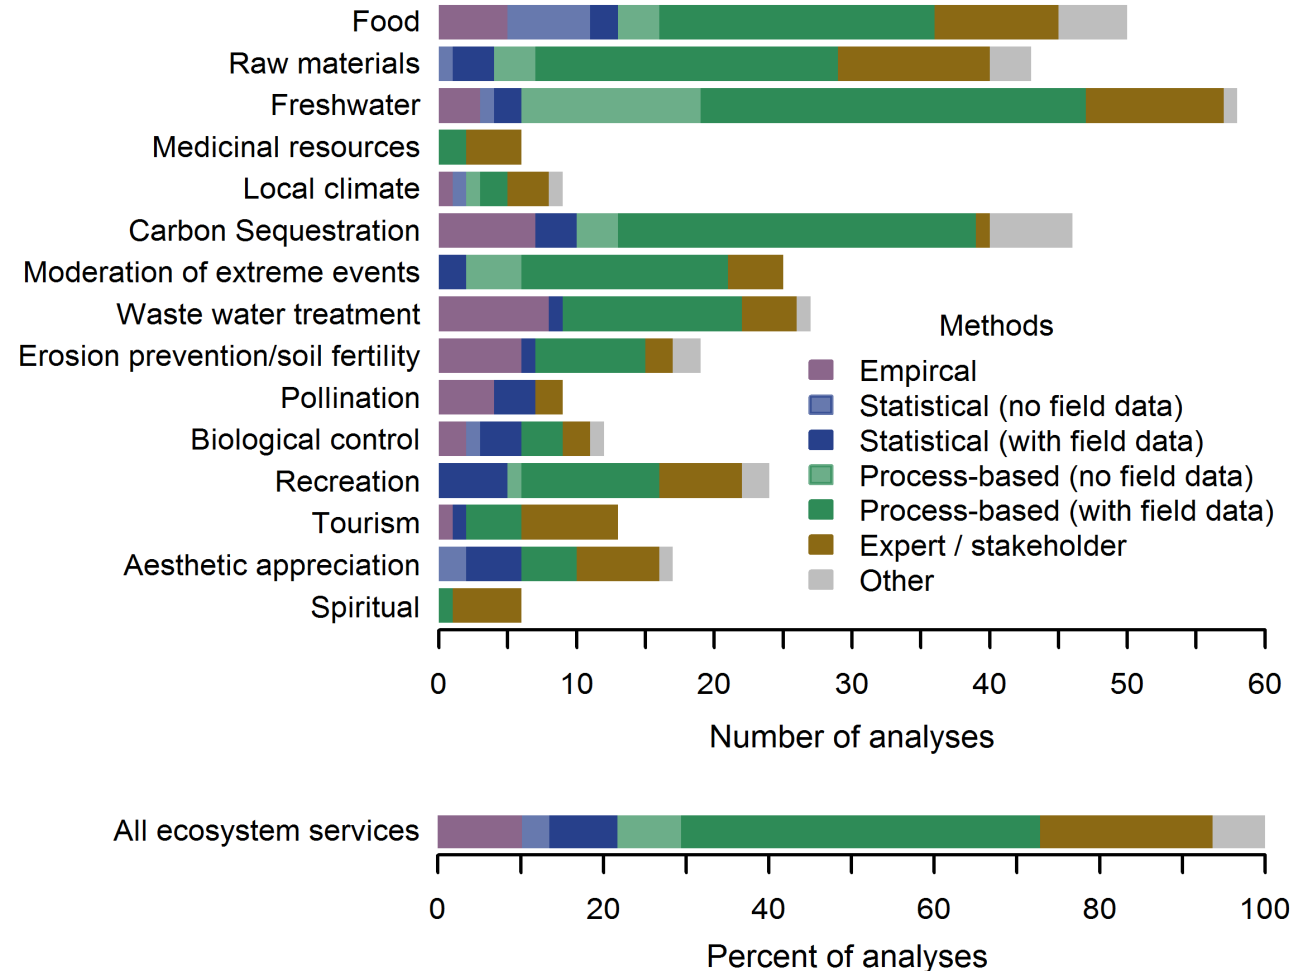 Food
Raw materials
Freshwater
Medicinal resources
Local climate
Carbon Sequestration
Moderation of extreme events
Waste water treatment
Erosion prevention/soil fertility
Pollination
Biological control
Recreation
Tourism
Aesthetic appreciation
Spiritual
Methods
Empircal
Statistical (no field data)
Statistical (with field data)
Process-based (no field data)
Process-based (with field data)
Expert / stakeholder
Other
0 10 20 30 40 50 60
Number of analyses
All ecosystem services
0 20 40 60 80 100
Percent of analyses